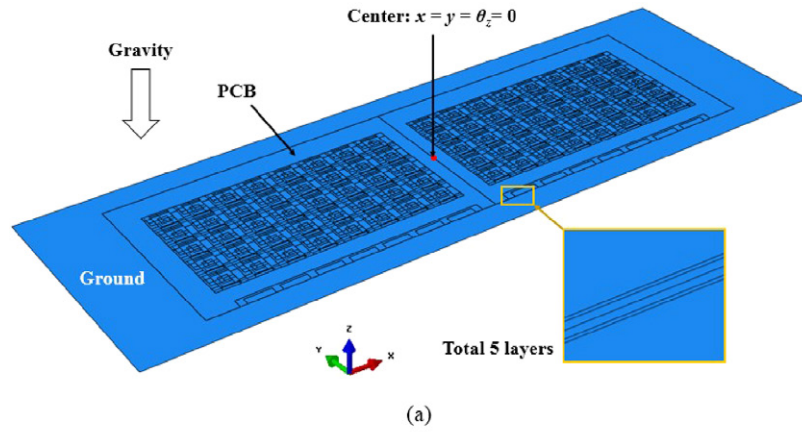 Center: x = y = θz= 0
Gravity
PCB
Ground
Total 5 layers
Z
Y
X
(a)